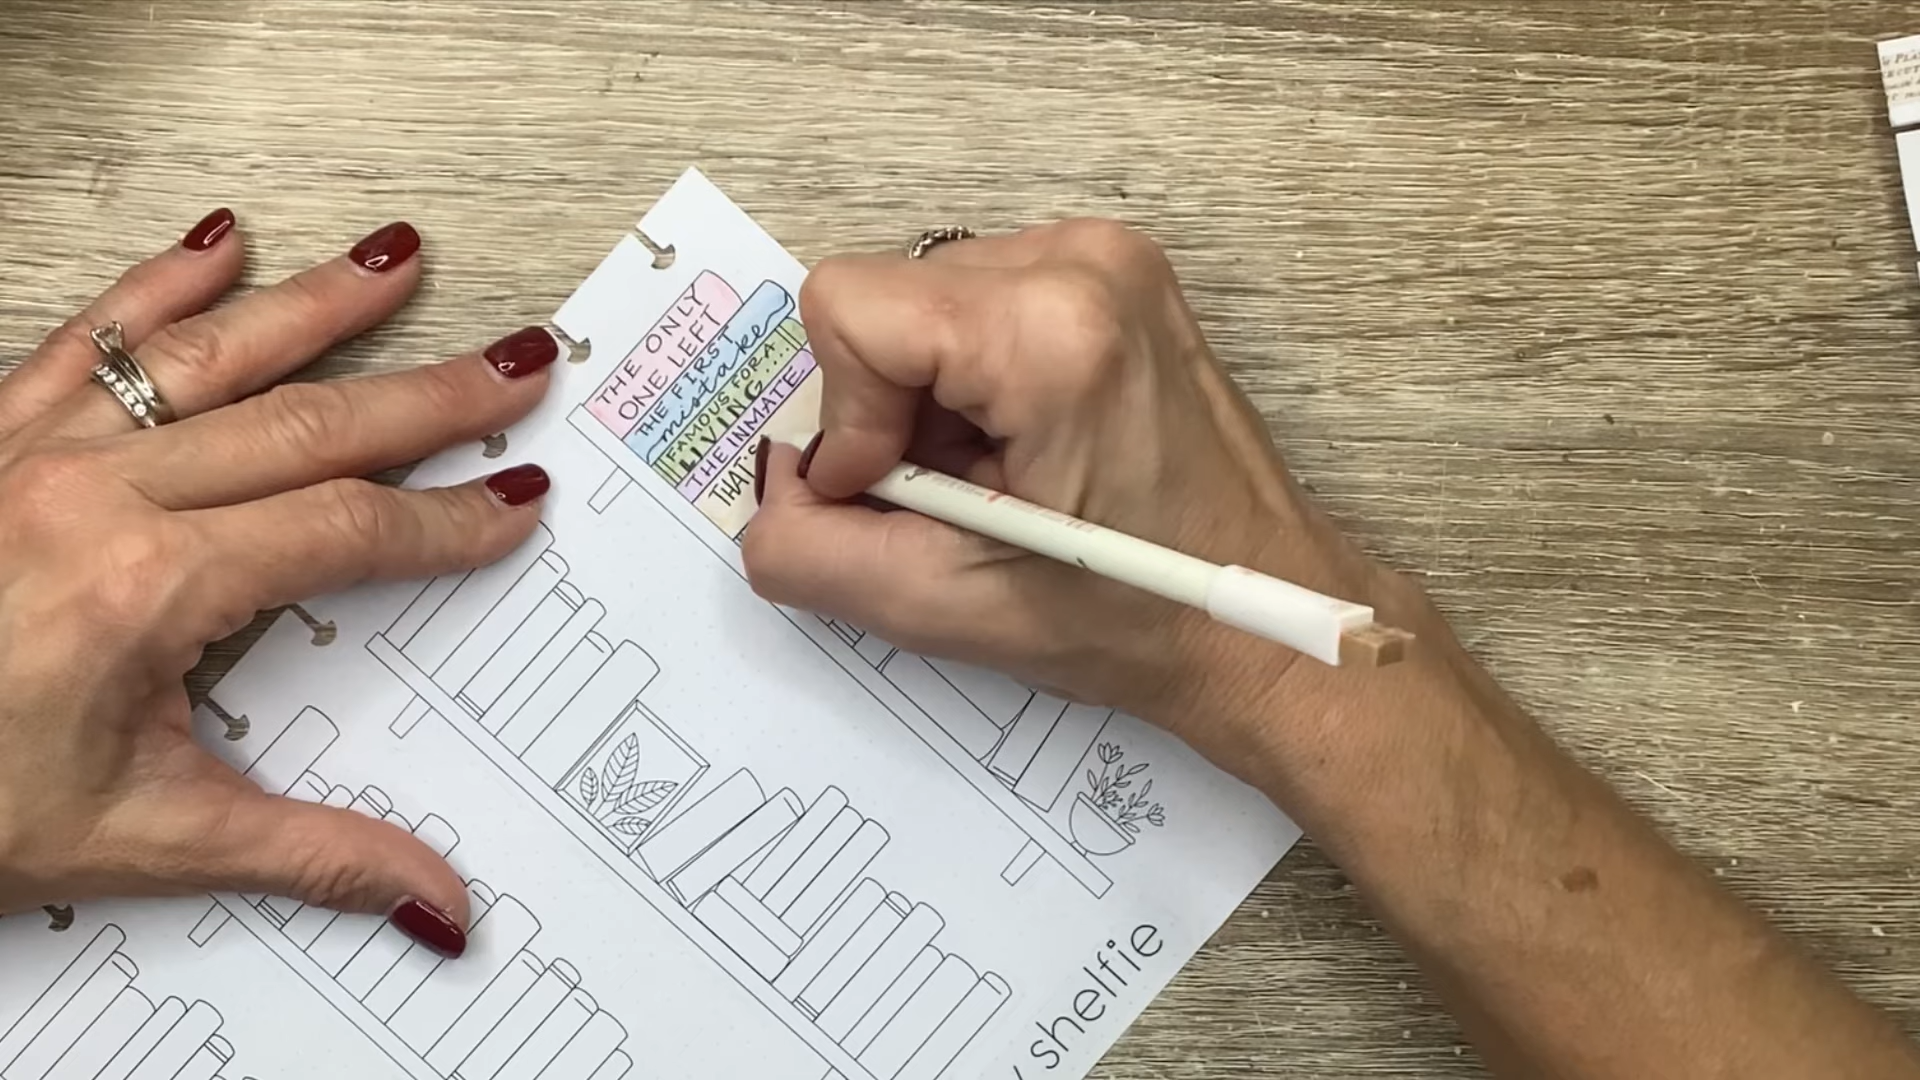 THE ONLY
ONE LEFT
THE FIRST
mistake
FAMOUS FOR A
LIVING...
THE INMATE
THAT'S
shelfie